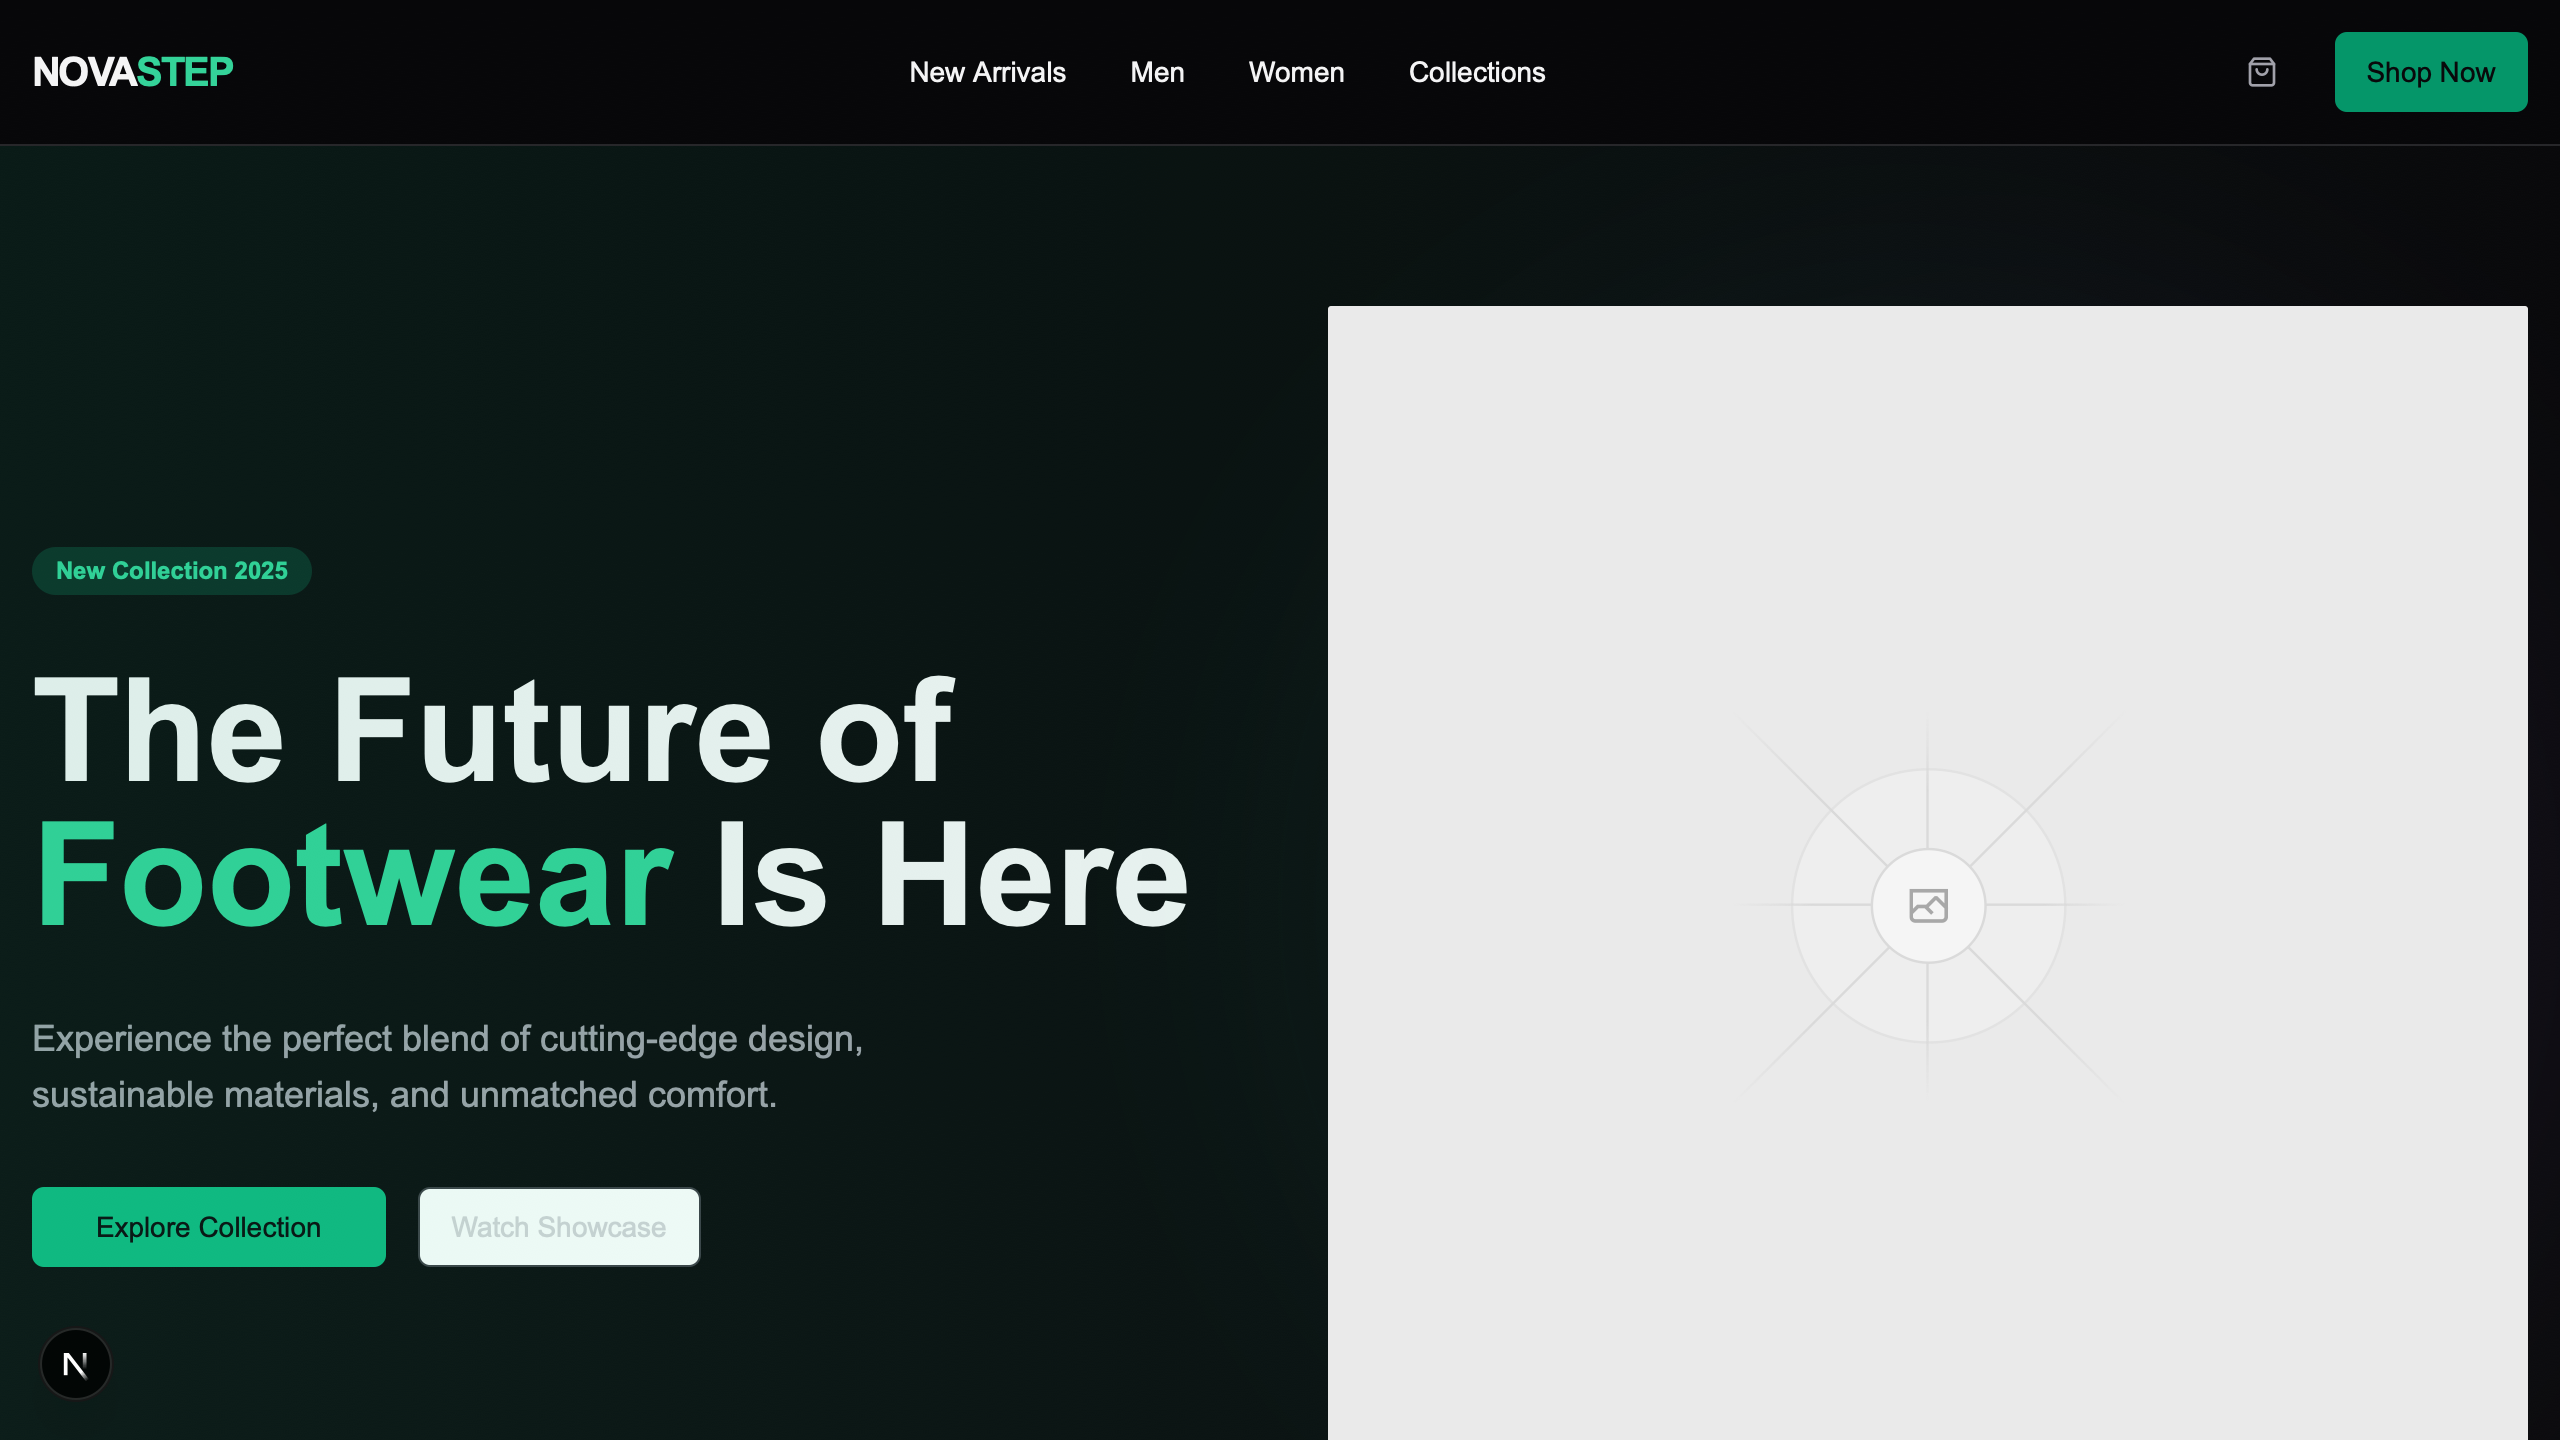 NOVASTEP
New Arrivals
Men
Women
Collections
Shop Now
New Collection 2025
The Future of
Footwear Is Here
Experience the perfect blend of cutting-edge design,
sustainable materials, and unmatched comfort.
Explore Collection
Watch Showcase
N